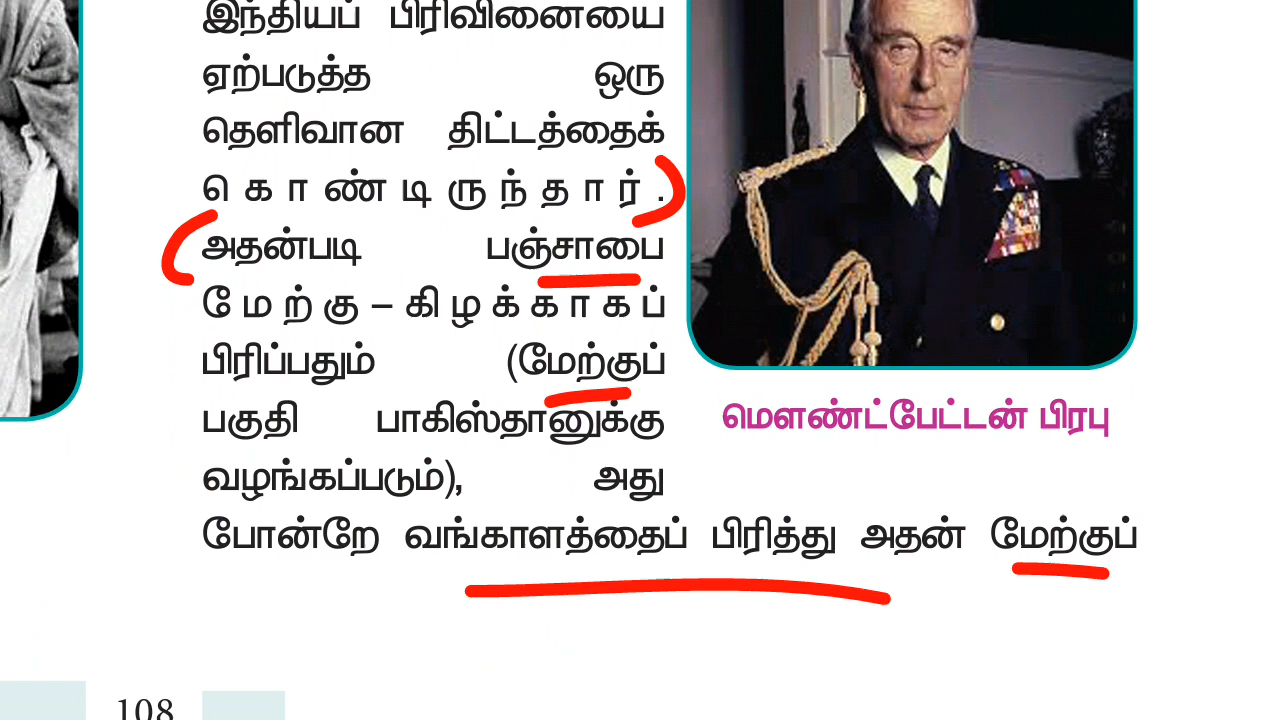 இந்தியப் பிரிவினையை
ஏற்படுத்த ஒரு
தெளிவான திட்டத்தைக்
கொண்டிருந்தார்.
அதன்படி பஞ்சாபை
மேற்கு – கிழக்காகப்
பிரிப்பதும் (மேற்குப்
பகுதி பாகிஸ்தானுக்கு
வழங்கப்படும்), அது
போன்றே வங்காளத்தைப் பிரித்து அதன் மேற்குப்
மௌண்ட்பேட்டன் பிரபு
108